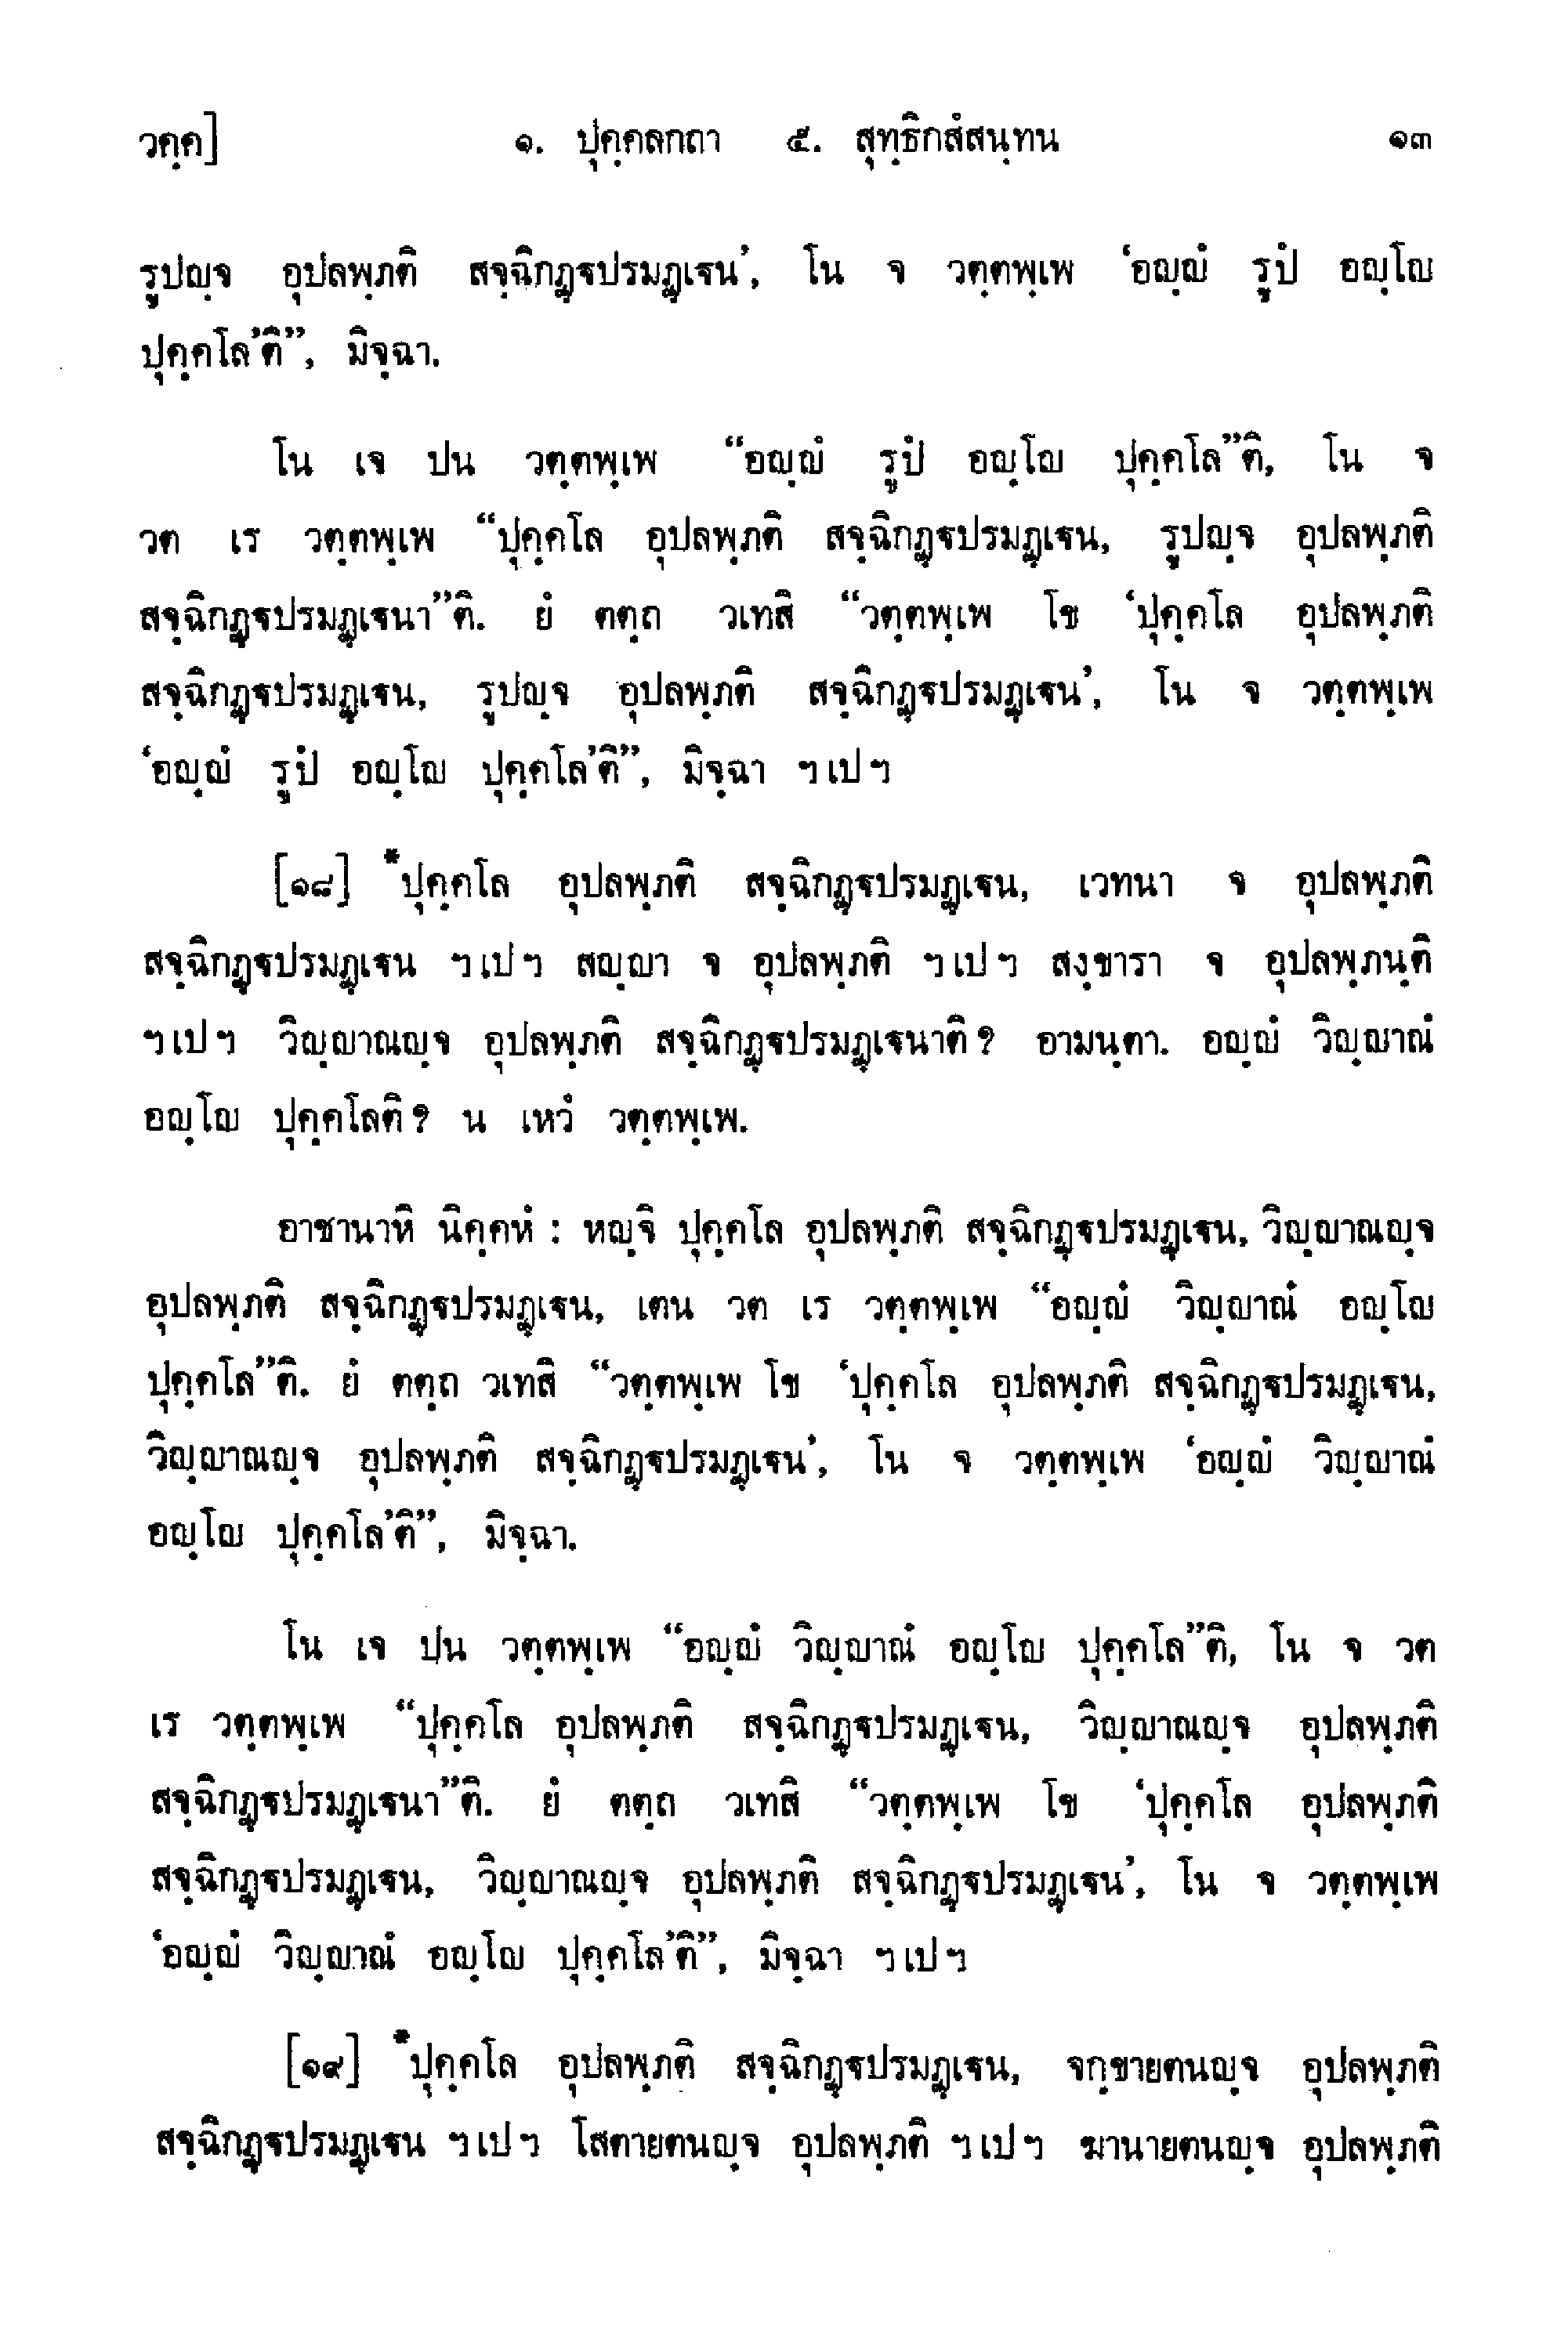 วคฺค]	๑. ปุคฺคลกถา ๕. สุทฺธิกสํสนฺทน	๑๓
รูปญฺจ อุปลพฺภติ สจฺฉิกฏฺฐปรมฏฺเฐน’, โน จ วตฺตพฺเพ ‘อญฺญํ รูปํ อญฺโญ
ปุคฺคโล’ติ”, มิจฺฉา.
โน เจ ปน วตฺตพฺเพ “อญฺญํ รูปํ อญฺโญ ปุคฺคโล”ติ, โน จ
วต เร วตฺตพฺเพ “ปุคฺคโล อุปลพฺภติ สจฺฉิกฏฺฐปรมฏฺเฐน, รูปญฺจ อุปลพฺภติ
สจฺฉิกฏฺฐปรมฏฺเฐนา”ติ. ยํ ตตฺถ วเทสิ “วตฺตพฺเพ โข ‘ปุคฺคโล อุปลพฺภติ
สจฺฉิกฏฺฐปรมฏฺเฐน, รูปญฺจ อุปลพฺภติ สจฺฉิกฏฺฐปรมฏฺเฐน’, โน จ วตฺตพฺเพ
‘อญฺญํ รูปํ อญฺโญ ปุคฺคโล’ติ”, มิจฺฉา ฯเปฯ
[๑๘] *ปุคฺคโล อุปลพฺภติ สจฺฉิกฏฺฐปรมฏฺเฐน, เวทนา จ อุปลพฺภติ
สจฺฉิกฏฺฐปรมฏฺเฐน ฯเปฯ สญฺญา จ อุปลพฺภติ ฯเปฯ สงฺขารา จ อุปลพฺภนฺติ
ฯเปฯ วิญฺญาณญฺจ อุปลพฺภติ สจฺฉิกฏฺฐปรมฏฺเฐนาติ? อามนฺตา. อญฺญํ วิญฺญาณํ
อญฺโญ ปุคฺคโลติ? น เหวํ วตฺตพฺเพ.
อาชานาหิ นิคฺคหํ : หญฺจิ ปุคฺคโล อุปลพฺภติ สจฺฉิกฏฺฐปรมฏฺเฐน, วิญฺญาณญฺจ
อุปลพฺภติ สจฺฉิกฏฺฐปรมฏฺเฐน, เตน วต เร วตฺตพฺเพ “อญฺญํ วิญฺญาณํ อญฺโญ
ปุคฺคโล”ติ. ยํ ตตฺถ วเทสิ “วตฺตพฺเพ โข ‘ปุคฺคโล อุปลพฺภติ สจฺฉิกฏฺฐปรมฏฺเฐน,
วิญฺญาณญฺจ อุปลพฺภติ สจฺฉิกฏฺฐปรมฏฺเฐน’, โน จ วตฺตพฺเพ ‘อญฺญํ วิญฺญาณํ
อญฺโญ ปุคฺคโล’ติ”, มิจฺฉา.
โน เจ ปน วตฺตพฺเพ “อญฺญํ วิญฺญาณํ อญฺโญ ปุคฺคโล”ติ, โน จ วต
เร วตฺตพฺเพ “ปุคฺคโล อุปลพฺภติ สจฺฉิกฏฺฐปรมฏฺเฐน, วิญฺญาณญฺจ อุปลพฺภติ
สจฺฉิกฏฺฐปรมฏฺเฐนา”ติ. ยํ ตตฺถ วเทสิ “วตฺตพฺเพ โข ‘ปุคฺคโล อุปลพฺภติ
สจฺฉิกฏฺฐปรมฏฺเฐน, วิญฺญาณญฺจ อุปลพฺภติ สจฺฉิกฏฺฐปรมฏฺเฐน’, โน จ วตฺตพฺเพ
‘อญฺญํ วิญฺญาณํ อญฺโญ ปุคฺคโล’ติ”, มิจฺฉา ฯเปฯ
[๑๙] *ปุคฺคโล อุปลพฺภติ สจฺฉิกฏฺฐปรมฏฺเฐน, จกฺขายตนญฺจ อุปลพฺภติ
สจฺฉิกฏฺฐปรมฏฺเฐน ฯเปฯ โสตายตนญฺจ อุปลพฺภติ ฯเปฯ ฆานายตนญฺจ อุปลพฺภติ